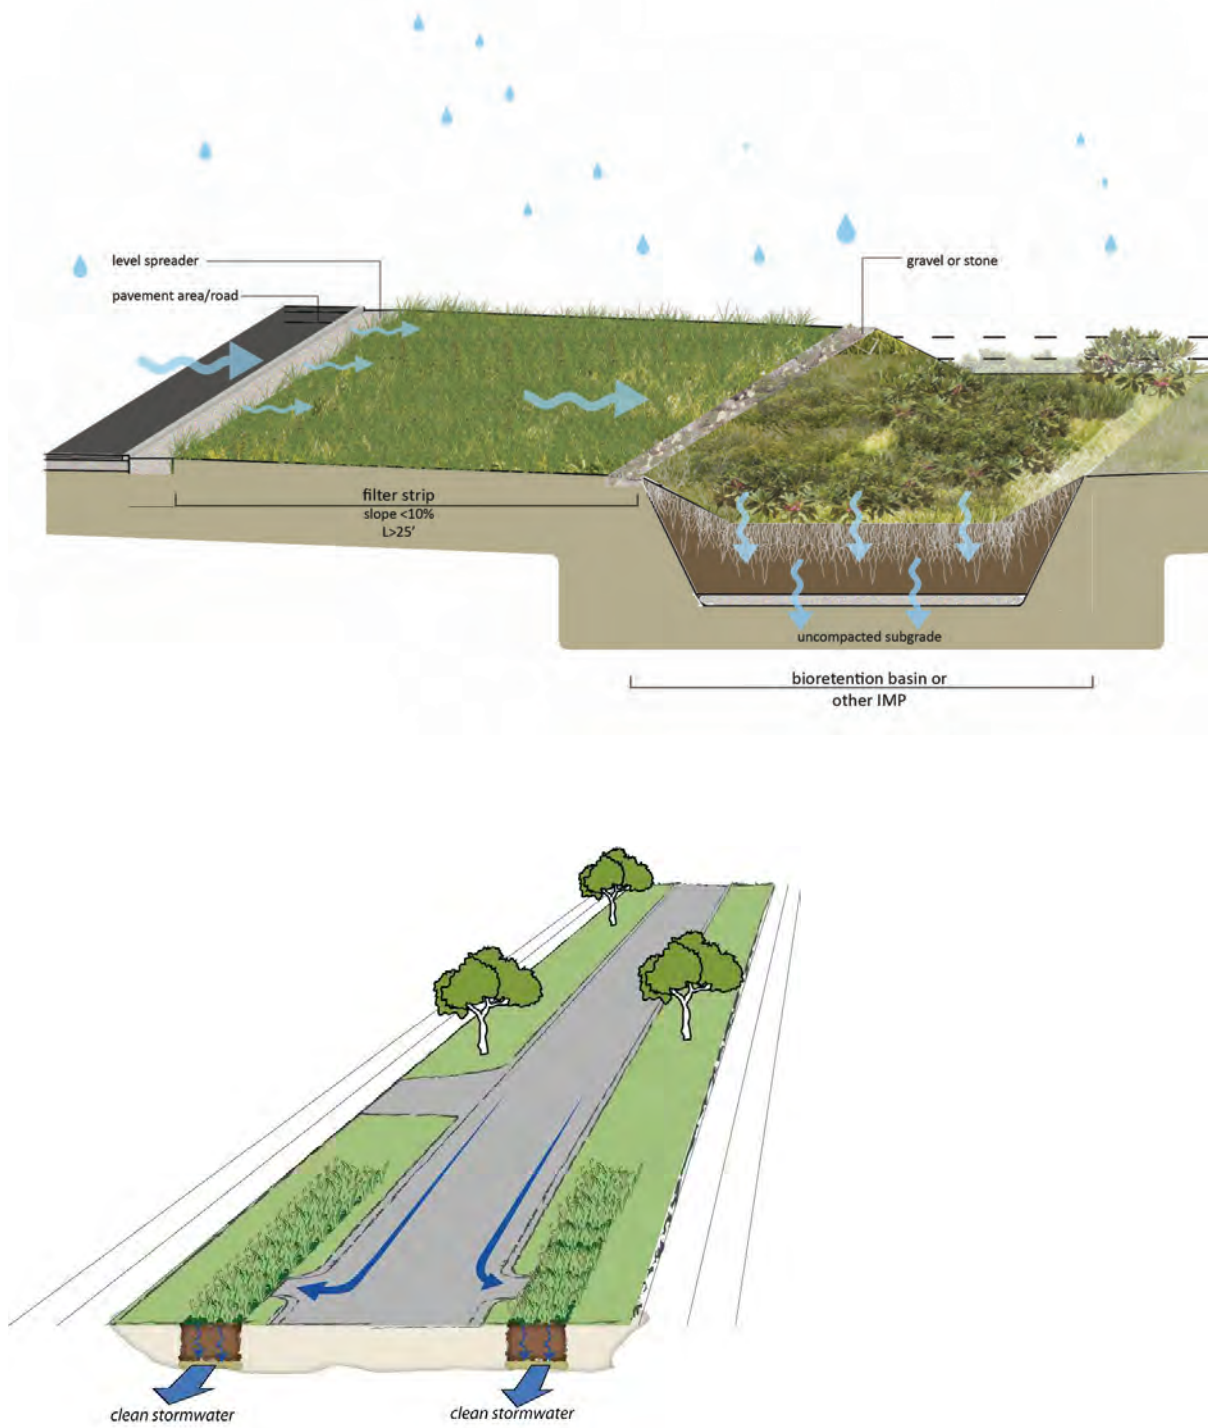 level spreader
gravel or stone
pavement area/road
filter strip
slope <10%
L>25'
uncompacted subgrade
bioretention basin or
other IMP
clean stormwater
clean stormwater